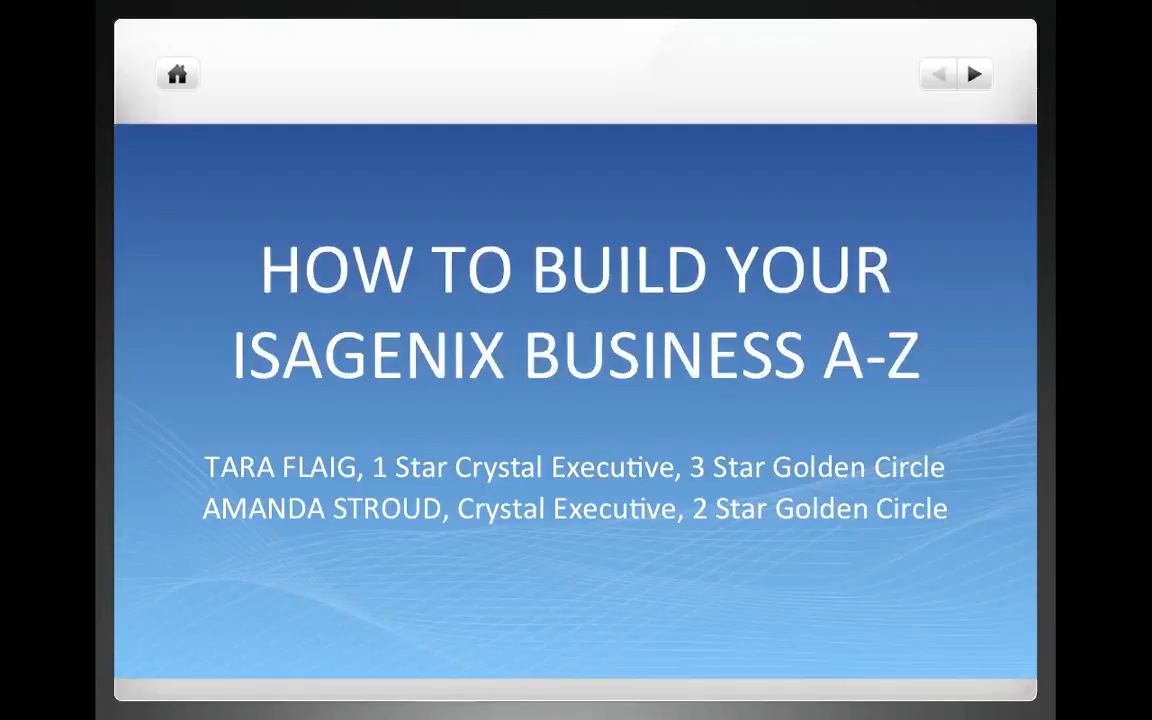 HOW TO BUILD YOUR
ISAGENIX BUSINESS A-Z
TARA FLAIG, 1 Star Crystal Executive, 3 Star Golden Circle
AMANDA STROUD, Crystal Executive, 2 Star Golden Circle